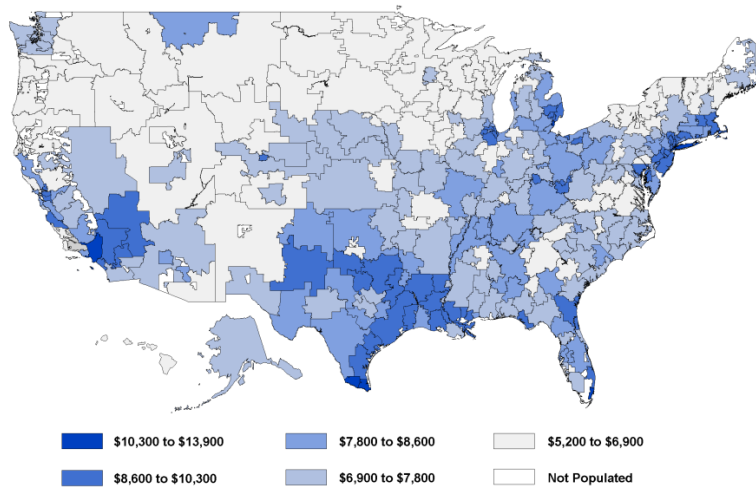 $10,300 to $13,900
$7,800 to $8,600
$5,200 to $6,900
$8,600 to $10,300
$6,900 to $7,800
Not Populated